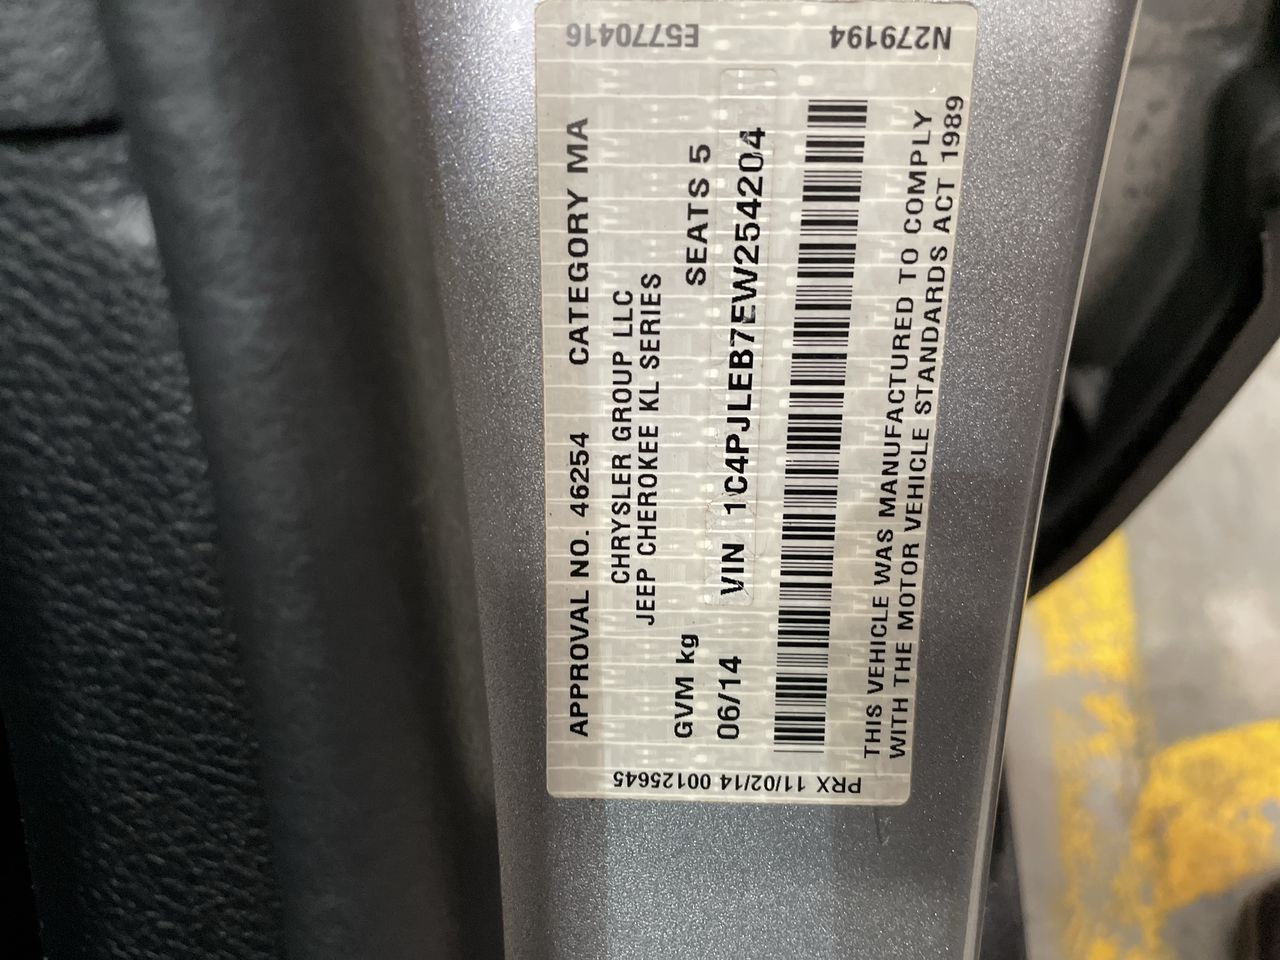 APPROVAL NO. 46254 CATEGORY MA
CHRYSLER GROUP LLC
JEEP CHEROKEE KL SERIES
GVM kg SEATS 5
06/14 VIN 1C4PJLEB7EW254204
THIS VEHICLE WAS MANUFACTURED TO COMPLY
WITH THE MOTOR VEHICLE STANDARDS ACT 1989
PRX 11/02/14 00125645
N279194 E5770416